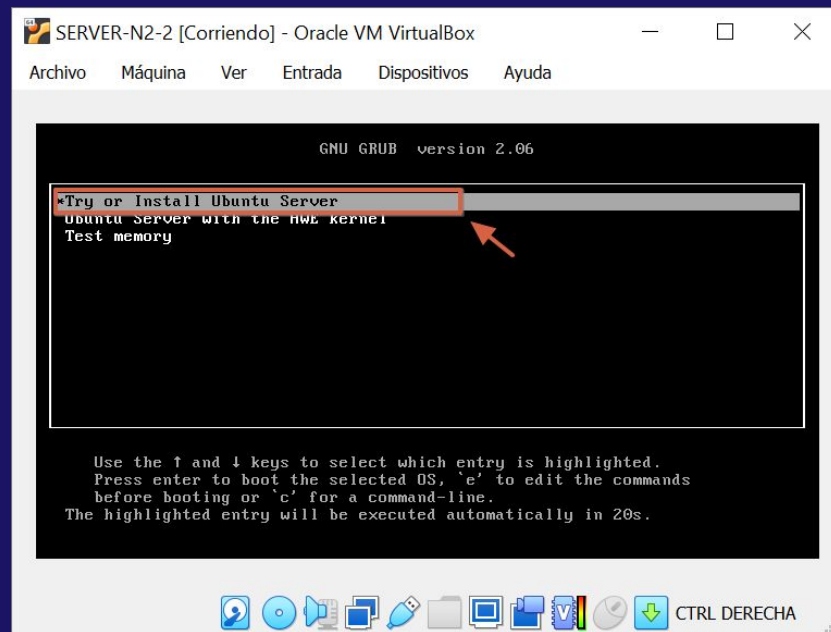 SERVER-N2-2 [Corriendo] - Oracle VM VirtualBox
Archivo Máquina Ver Entrada Dispositivos Ayuda
GNU GRUB version 2.06
*Try or Install Ubuntu Server
Ubuntu Server with the HWE kernel
Test memory
Use the ↑ and ↓ keys to select which entry is highlighted.
Press enter to boot the selected OS, `e' to edit the commands
before booting or `c' for a command-line.
The highlighted entry will be executed automatically in 20s.
CTRL DERECHA